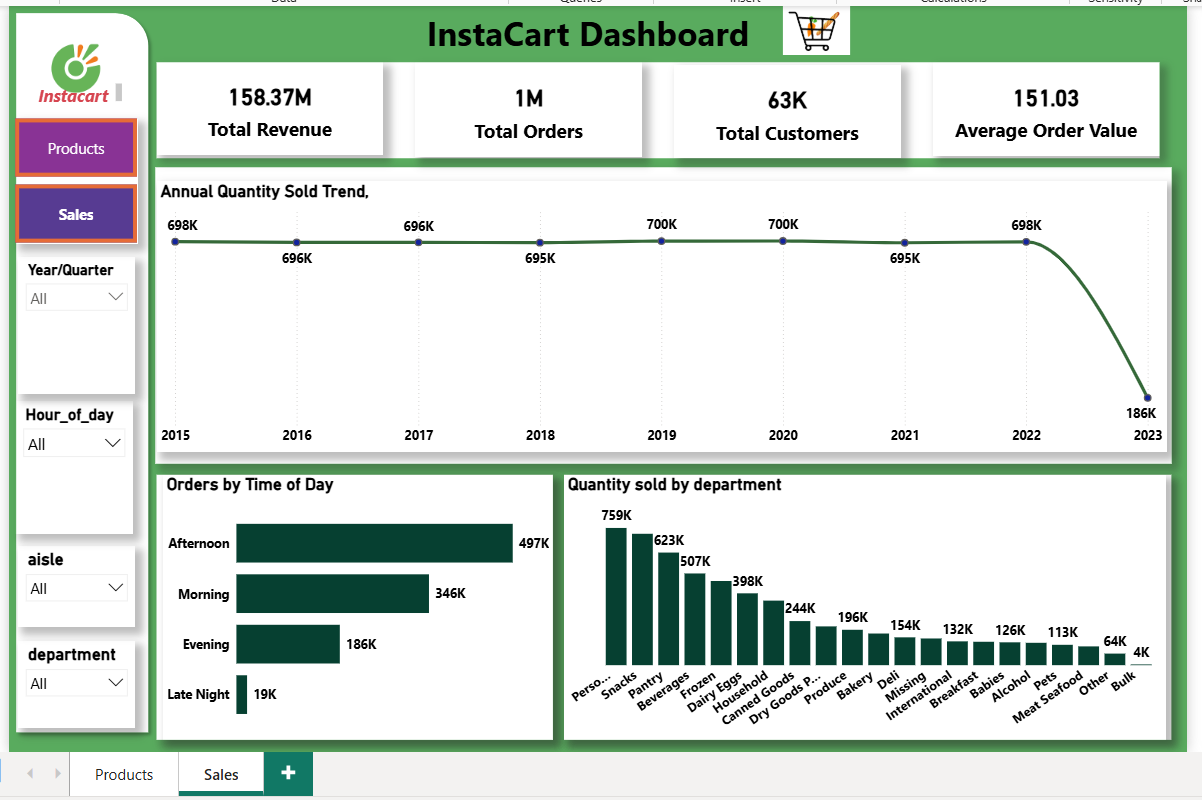 Data Queries Insert Calculations Sensitivity
InstaCart Dashboard
Instacart
Products
Sales
Year/Quarter
All
Hour_of_day
All
aisle
All
department
All
158.37M
Total Revenue
1M
Total Orders
63K
Total Customers
151.03
Average Order Value
Annual Quantity Sold Trend,
698K 696K 696K 695K 700K 700K 695K 698K 186K
2015 2016 2017 2018 2019 2020 2021 2022 2023
Orders by Time of Day
Afternoon 497K
Morning 346K
Evening 186K
Late Night 19K
Quantity sold by department
759K 623K 507K 398K 244K 196K 154K 132K 126K 113K 64K 4K
Perso...
Snacks
Pantry
Beverages
Frozen
Dairy Eggs
Household
Canned Goods
Dry Goods P...
Produce
Bakery
Deli
Missing
International
Breakfast
Babies
Alcohol
Pets
Meat Seafood
Other
Bulk
Products Sales +